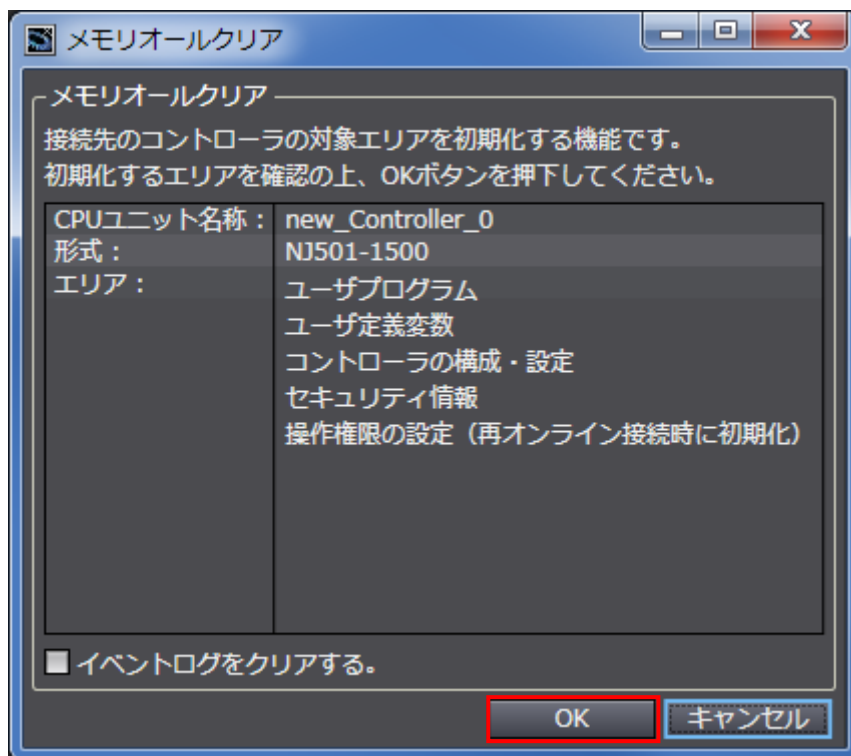 メモリオールクリア
メモリオールクリア
接続先のコントローラの対象エリアを初期化する機能です。
初期化するエリアを確認の上、OKボタンを押下してください。
CPUユニット名称： new_Controller_0
形式： NJ501-1500
エリア： ユーザプログラム
ユーザ定義変数
コントローラの構成・設定
セキュリティ情報
操作権限の設定（再オンライン接続時に初期化）
イベントログをクリアする。
OK キャンセル